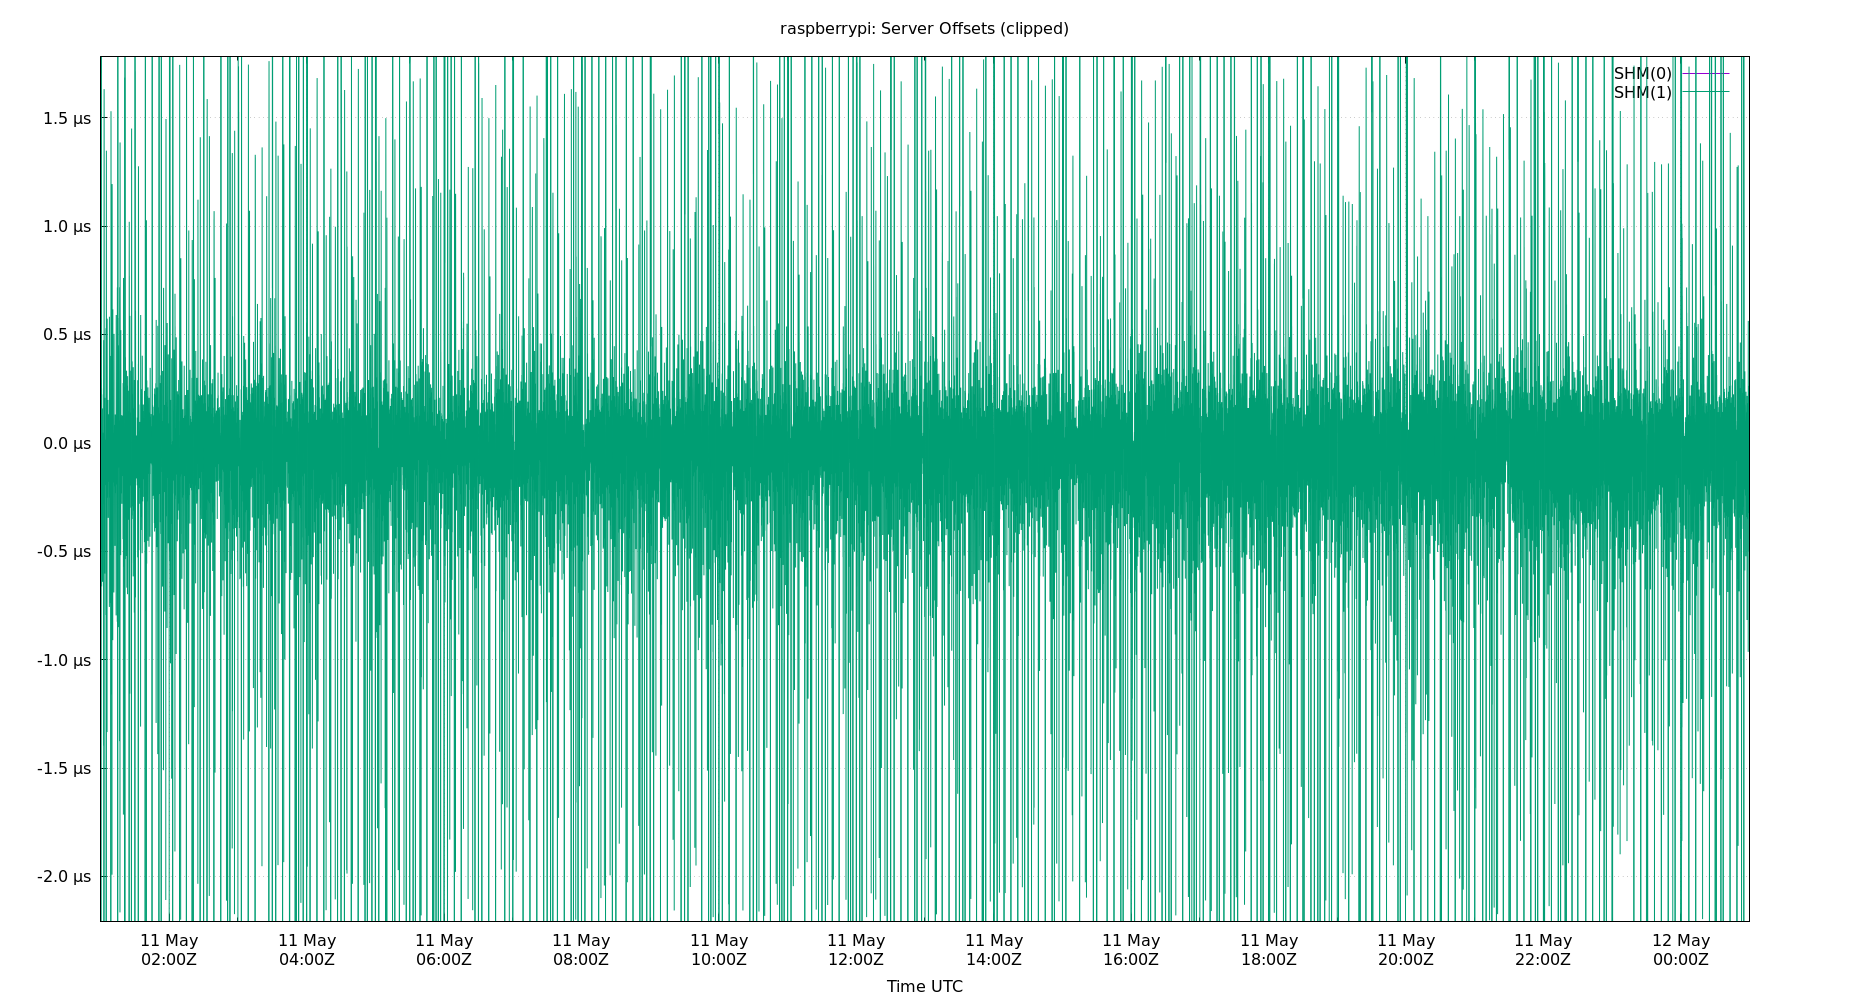 raspberrypi: Server Offsets (clipped)
SHM(0)
SHM(1)
1.5 µs
1.0 µs
0.5 µs
0.0 µs
-0.5 µs
-1.0 µs
-1.5 µs
-2.0 µs
11 May 11 May 11 May 11 May 11 May 11 May 11 May 11 May 11 May 11 May 11 May 12 May
02:00Z 04:00Z 06:00Z 08:00Z 10:00Z 12:00Z 14:00Z 16:00Z 18:00Z 20:00Z 22:00Z 00:00Z
Time UTC